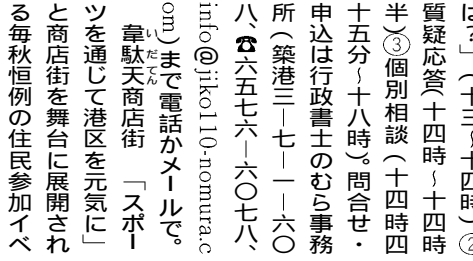 は？」（十三～十四時）②
質疑応答（十四時～十四時
半）③個別相談（十四時四
十五分～十八時）。問合せ・
申込は行政書士のむら事務
所（築港三―七―一―六〇
八、☎六五七六―六〇七八、
info@jiko110-nomura.c
om）まで電話かメールで。
韋駄天商店街　「スポー
いだてん
ツを通じて港区を元気に」
と商店街を舞台に展開され
る毎秋恒例の住民参加イベ